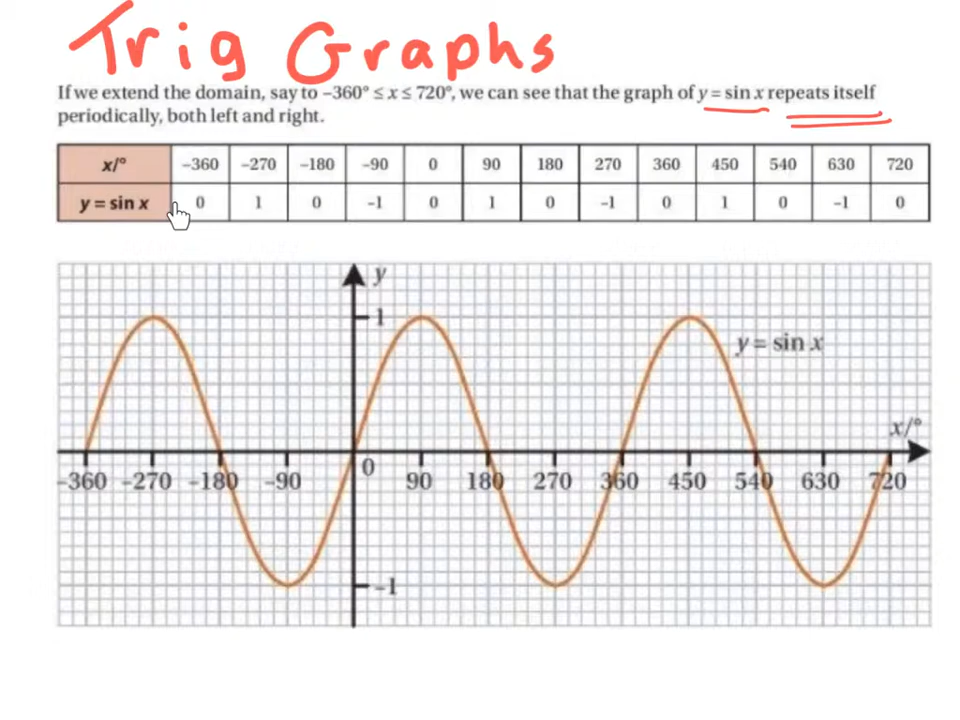 Trig Graphs
If we extend the domain, say to −360° ≤ x ≤ 720°, we can see that the graph of y = sin x repeats itself
periodically, both left and right.
x/° −360 −270 −180 −90 0 90 180 270 360 450 540 630 720
y = sin x 0 1 0 −1 0 1 0 −1 0 1 0 −1 0
y
1
y = sin x
x/°
0
−360 −270 −180 −90 90 180 270 360 450 540 630 720
−1